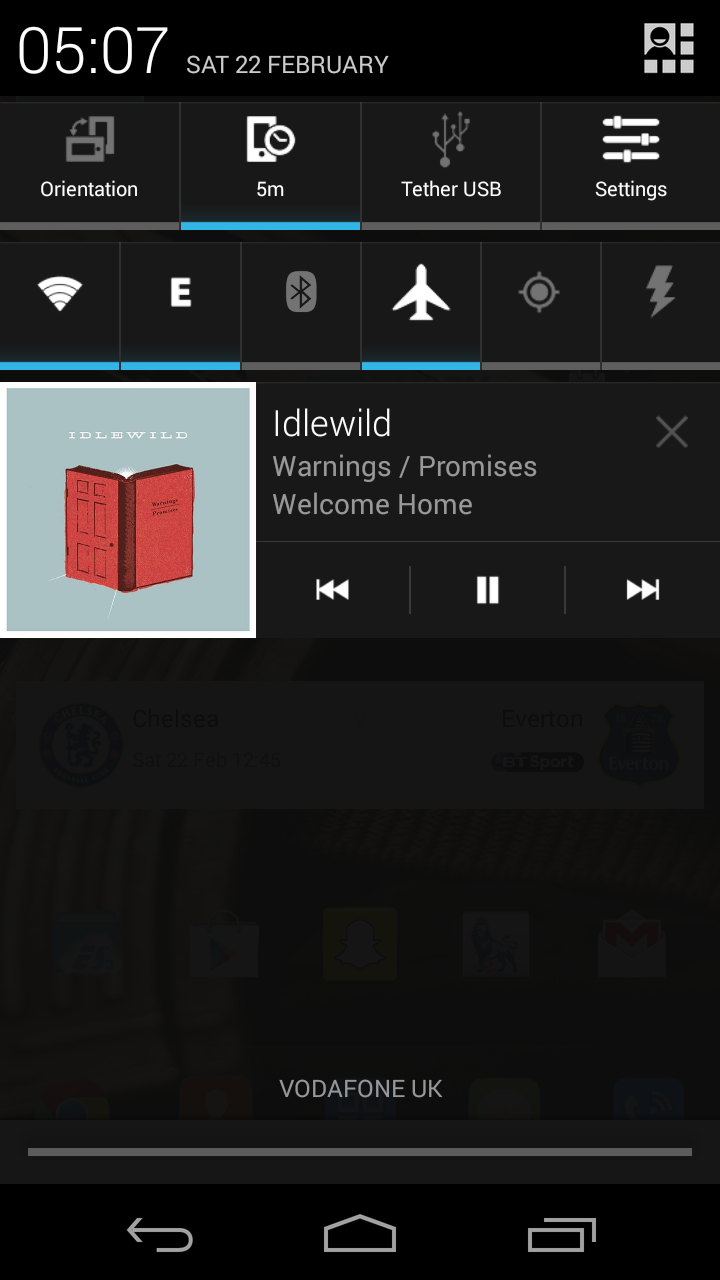 05:07 SAT 22 FEBRUARY
Orientation
5m
Tether USB
Settings
E
IDLEWILD
Warnings
Promises
Idlewild
Warnings / Promises
Welcome Home
Chelsea
Everton
Sat 22 Feb 12:45
BT Sport
Everton
VODAFONE UK